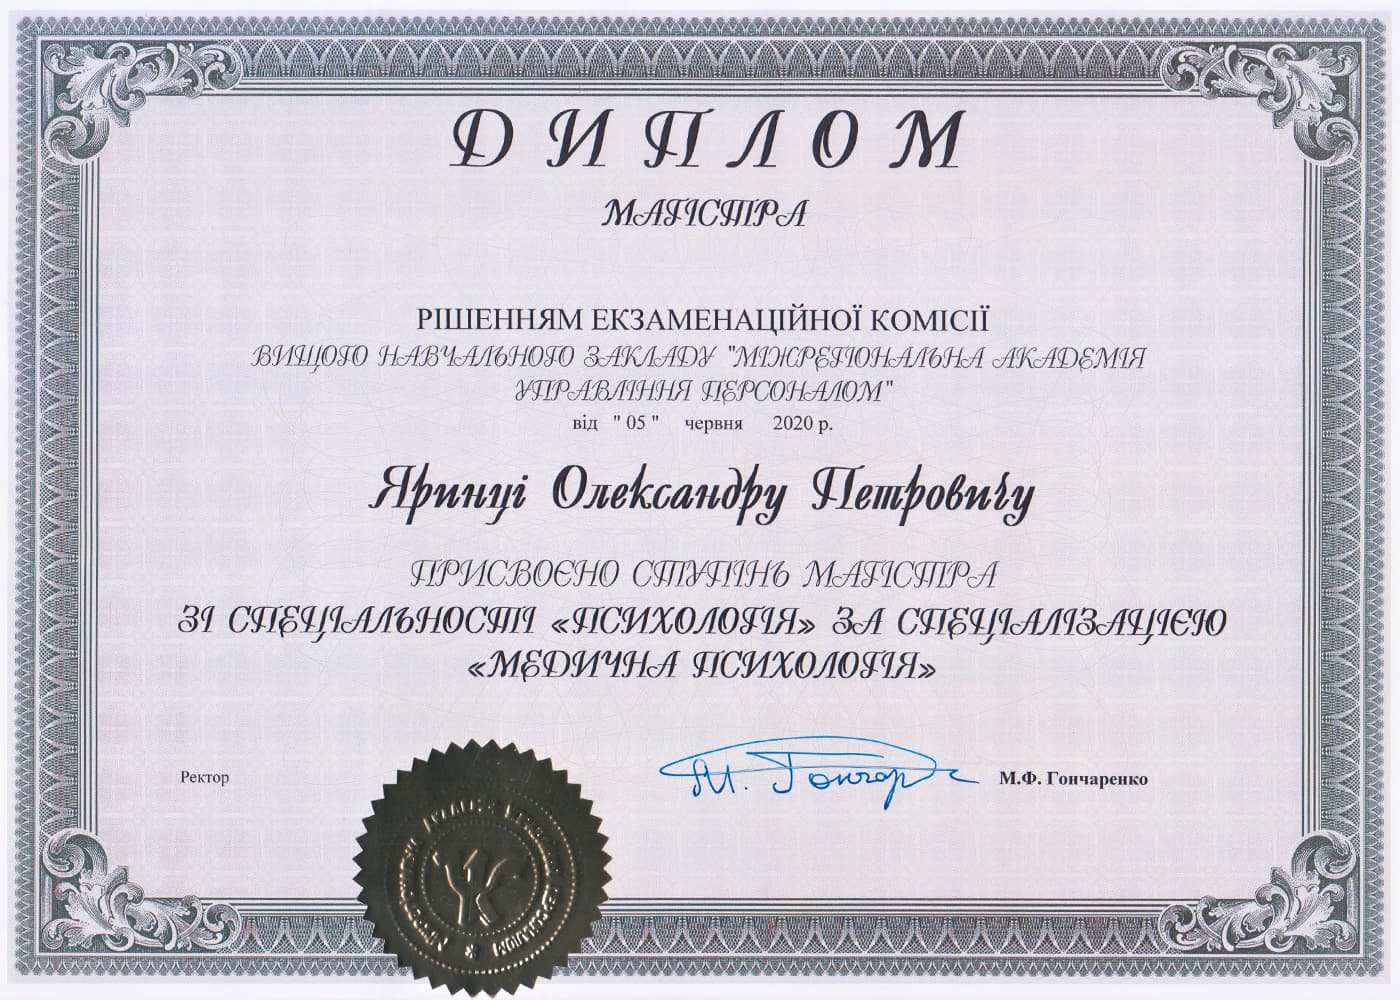 ДИПЛОМ
МАГІСТРА
РІШЕННЯМ ЕКЗАМЕНАЦІЙНОЇ КОМІСІЇ
ВИЩОГО НАВЧАЛЬНОГО ЗАКЛАДУ "МІЖРЕГІОНАЛЬНА АКАДЕМІЯ
УПРАВЛІННЯ ПЕРСОНАЛОМ"
від " 05 " червня 2020 р.
Яринці Олександру Петровичу
ПРИСВОЄНО СТУПІНЬ МАГІСТРА
ЗІ СПЕЦІАЛЬНОСТІ «ПСИХОЛОГІЯ» ЗА СПЕЦІАЛІЗАЦІЄЮ
«МЕДИЧНА ПСИХОЛОГІЯ»
Ректор
М.Ф. Гончаренко